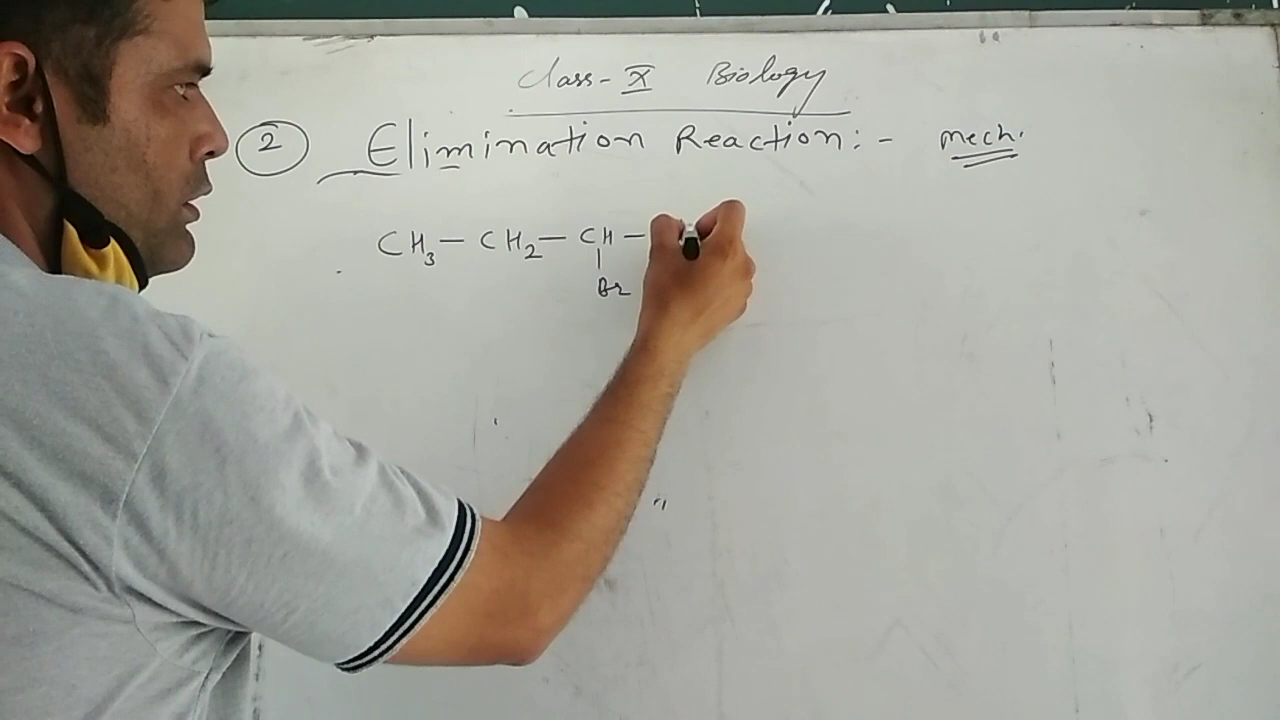 Class - X Biology
2 Elimination Reaction :- mech.
CH3 - CH2 - CH -
Br